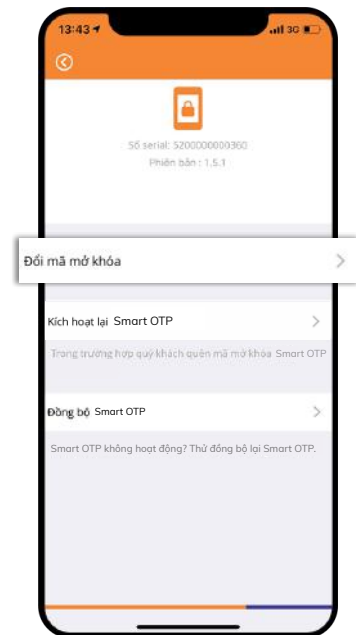 13:43
3G
Số serial: 5200000000360
Phiên bản : 1.5.1
Đổi mã mở khóa
Kích hoạt lại Smart OTP
Trong trường hợp quý khách quên mã mở khóa Smart OTP
Đồng bộ Smart OTP
Smart OTP không hoạt động? Thử đồng bộ lại Smart OTP.